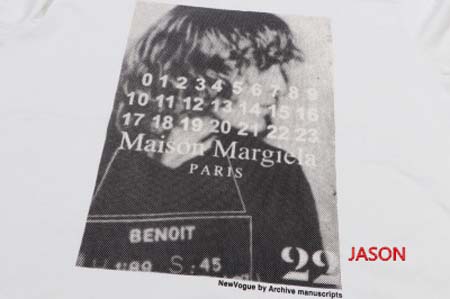 0 1 2 3 4 5 6 7 8 9
10 11 12 13 14 15 16
17 18 19 20 21 22 23
Maison Margiela
PARIS
BENOIT
S. 45
22
JASON
NewVogue by Archive manuscripts